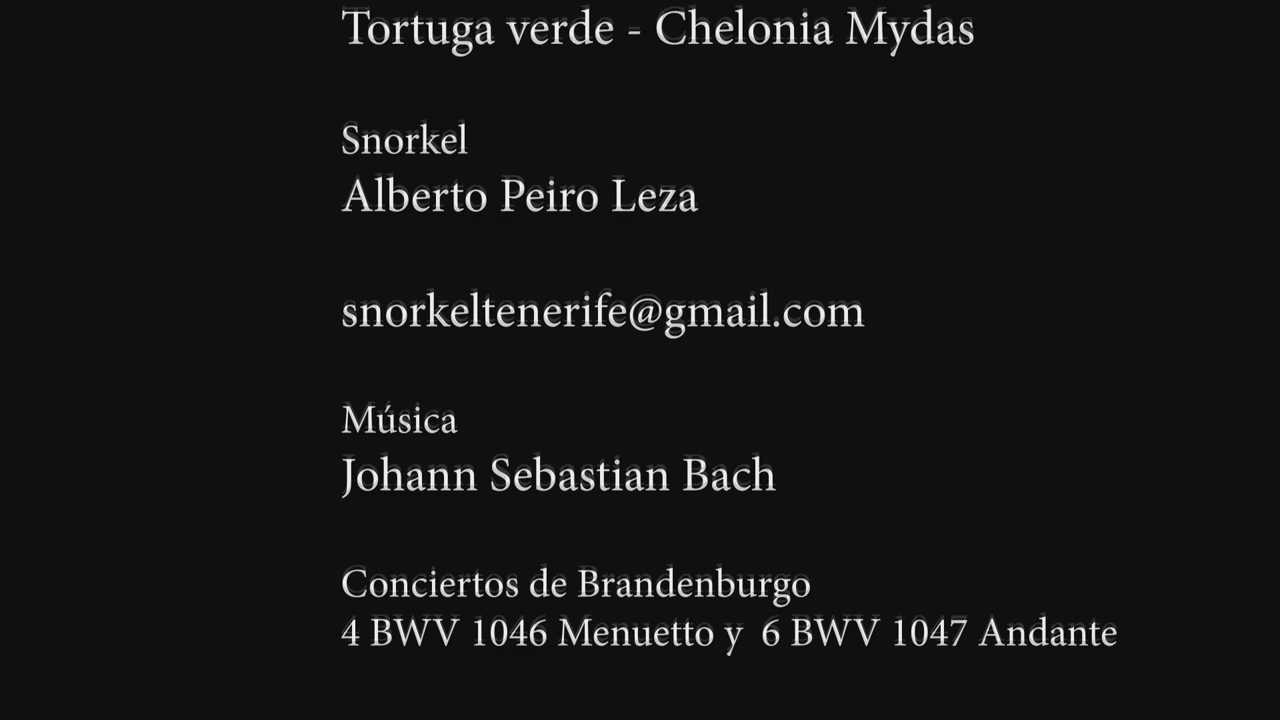 Tortuga verde - Chelonia Mydas
Snorkel
Alberto Peiro Leza
snorkeltenerife@gmail.com
Música
Johann Sebastian Bach
Conciertos de Brandenburgo
4 BWV 1046 Menuetto y  6 BWV 1047 Andante